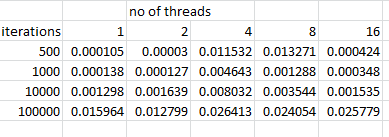 no of threads
iterations 1 2 4 8 16
500 0.000105 0.00003 0.011532 0.013271 0.000424
1000 0.000138 0.000127 0.004643 0.001288 0.000348
10000 0.001298 0.001639 0.008032 0.003544 0.001535
100000 0.015964 0.012799 0.026413 0.024054 0.025779